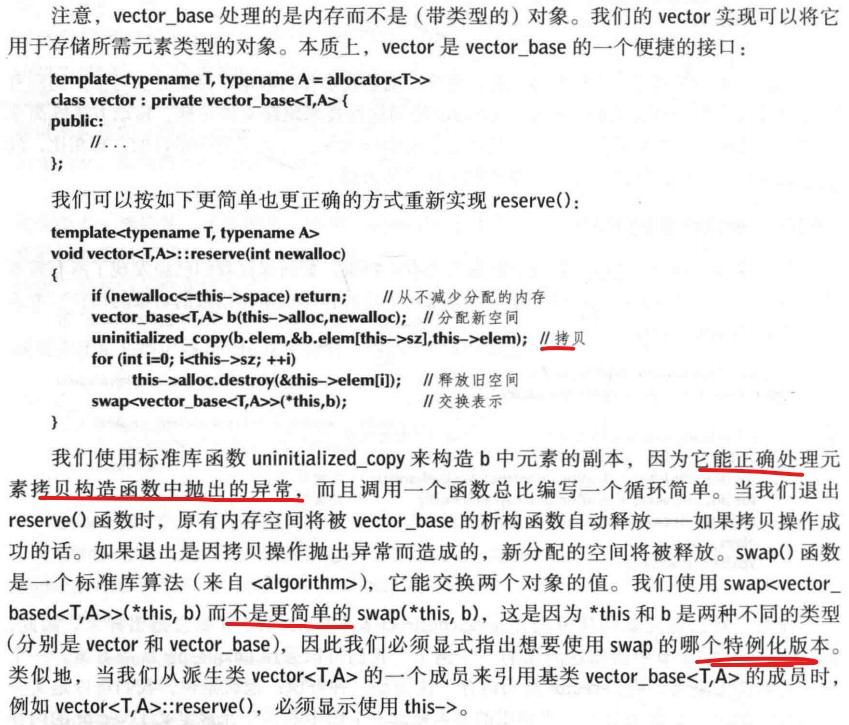 注意，vector_base 处理的是内存而不是（带类型的）对象。我们的 vector 实现可以将它
用于存储所需元素类型的对象。本质上，vector 是 vector_base 的一个便捷的接口：
template<typename T, typename A = allocator<T>>
class vector : private vector_base<T,A> {
public:
// . . .
};
我们可以按如下更简单也更正确的方式重新实现 reserve()：
template<typename T, typename A>
void vector<T,A>::reserve(int newalloc)
{
if (newalloc<=this->space) return; // 从不减少分配的内存
vector_base<T,A> b(this->alloc,newalloc); // 分配新空间
uninitialized_copy(b.elem,&b.elem[this->sz],this->elem); // 拷贝
for (int i=0; i<this->sz; ++i)
this->alloc.destroy(&this->elem[i]); // 释放旧空间
swap<vector_base<T,A>>(*this,b); // 交换表示
}
我们使用标准库函数 uninitialized_copy 来构造 b 中元素的副本，因为它能正确处理元
素拷贝构造函数中抛出的异常，而且调用一个函数总比编写一个循环简单。当我们退出
reserve() 函数时，原有内存空间将被 vector_base 的析构函数自动释放——如果拷贝操作成
功的话。如果退出是因拷贝操作抛出异常而造成的，新分配的空间将被释放。swap() 函数
是一个标准库算法（来自 <algorithm>），它能交换两个对象的值。我们使用 swap<vector_
based<T,A>>(*this, b) 而不是更简单的 swap(*this, b)，这是因为 *this 和 b 是两种不同的类型
（分别是 vector 和 vector_base），因此我们必须显式指出想要使用 swap 的哪个特例化版本。
类似地，当我们从派生类 vector<T,A> 的一个成员来引用基类 vector_base<T,A> 的成员时，
例如 vector<T,A>::reserve()，必须显示使用 this->。